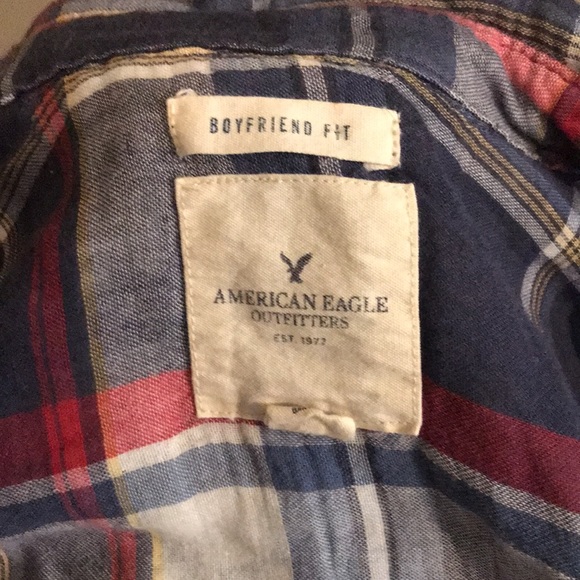 BOYFRIEND FIT
AMERICAN EAGLE
OUTFITTERS
EST. 1977